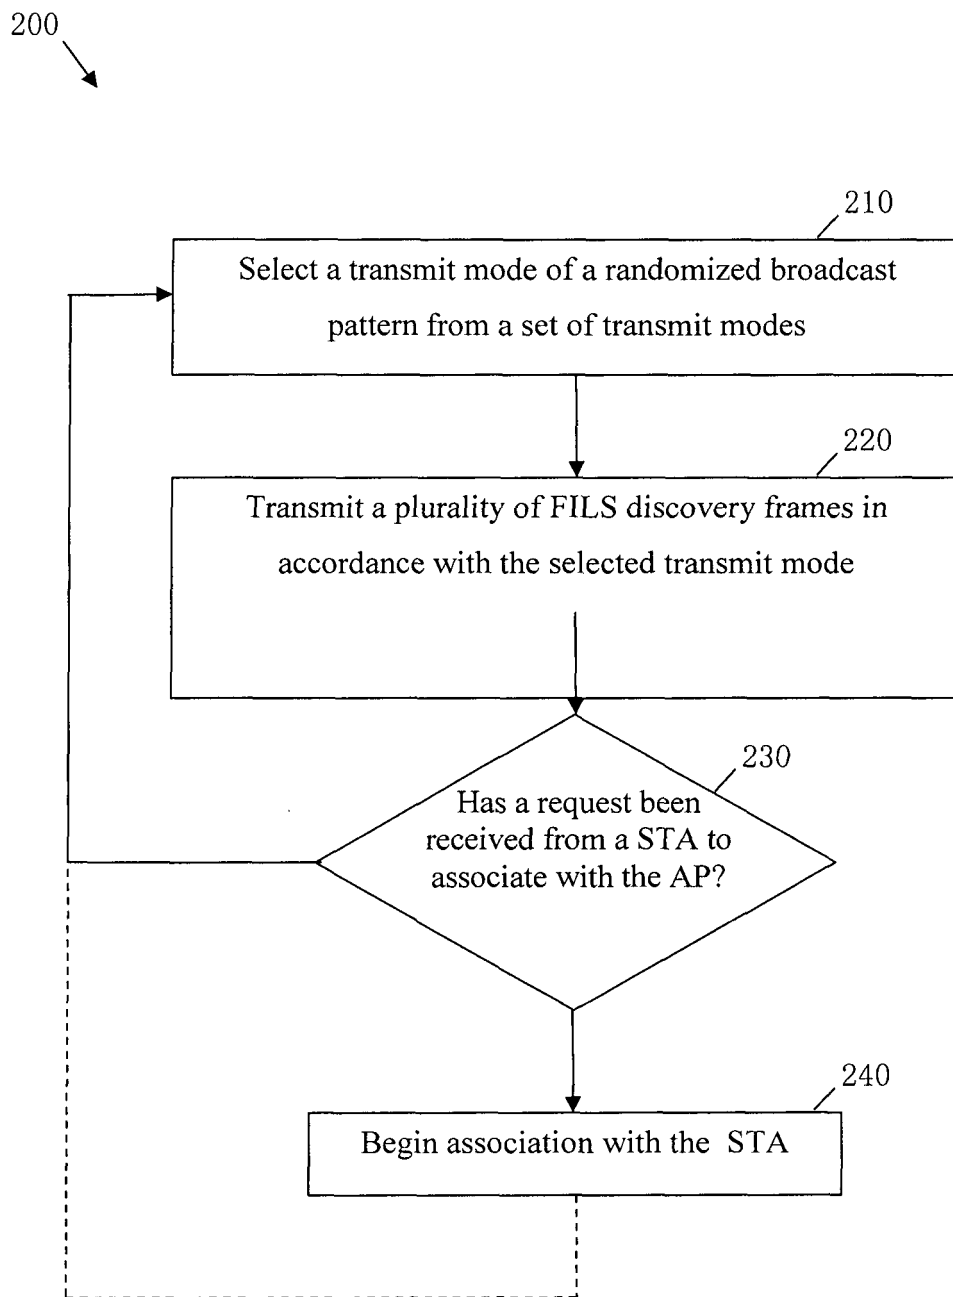 200
210
Select a transmit mode of a randomized broadcast
pattern from a set of transmit modes
220
Transmit a plurality of FILS discovery frames in
accordance with the selected transmit mode
230
Has a request been
received from a STA to
associate with the AP?
240
Begin association with the STA